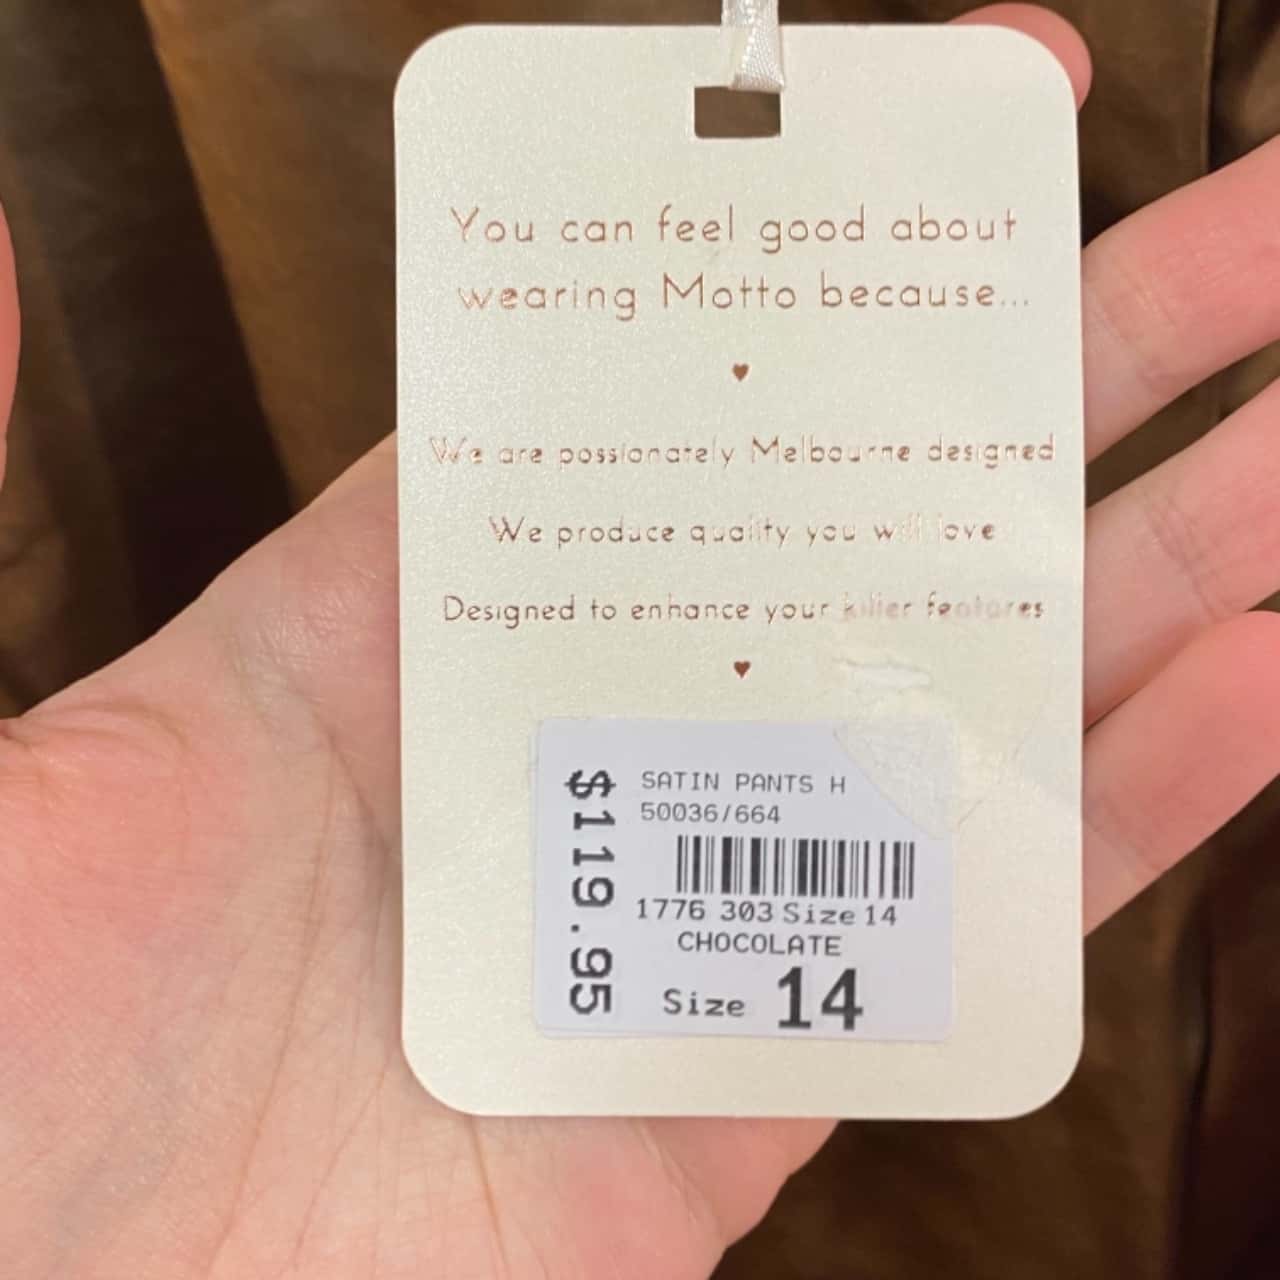 You can feel good about
wearing Motto because...
We are passionately Melbourne designed
We produce quality you will love
Designed to enhance your killer features
$119.95
SATIN PANTS H
50036/664
1776 303 Size 14
CHOCOLATE
Size 14